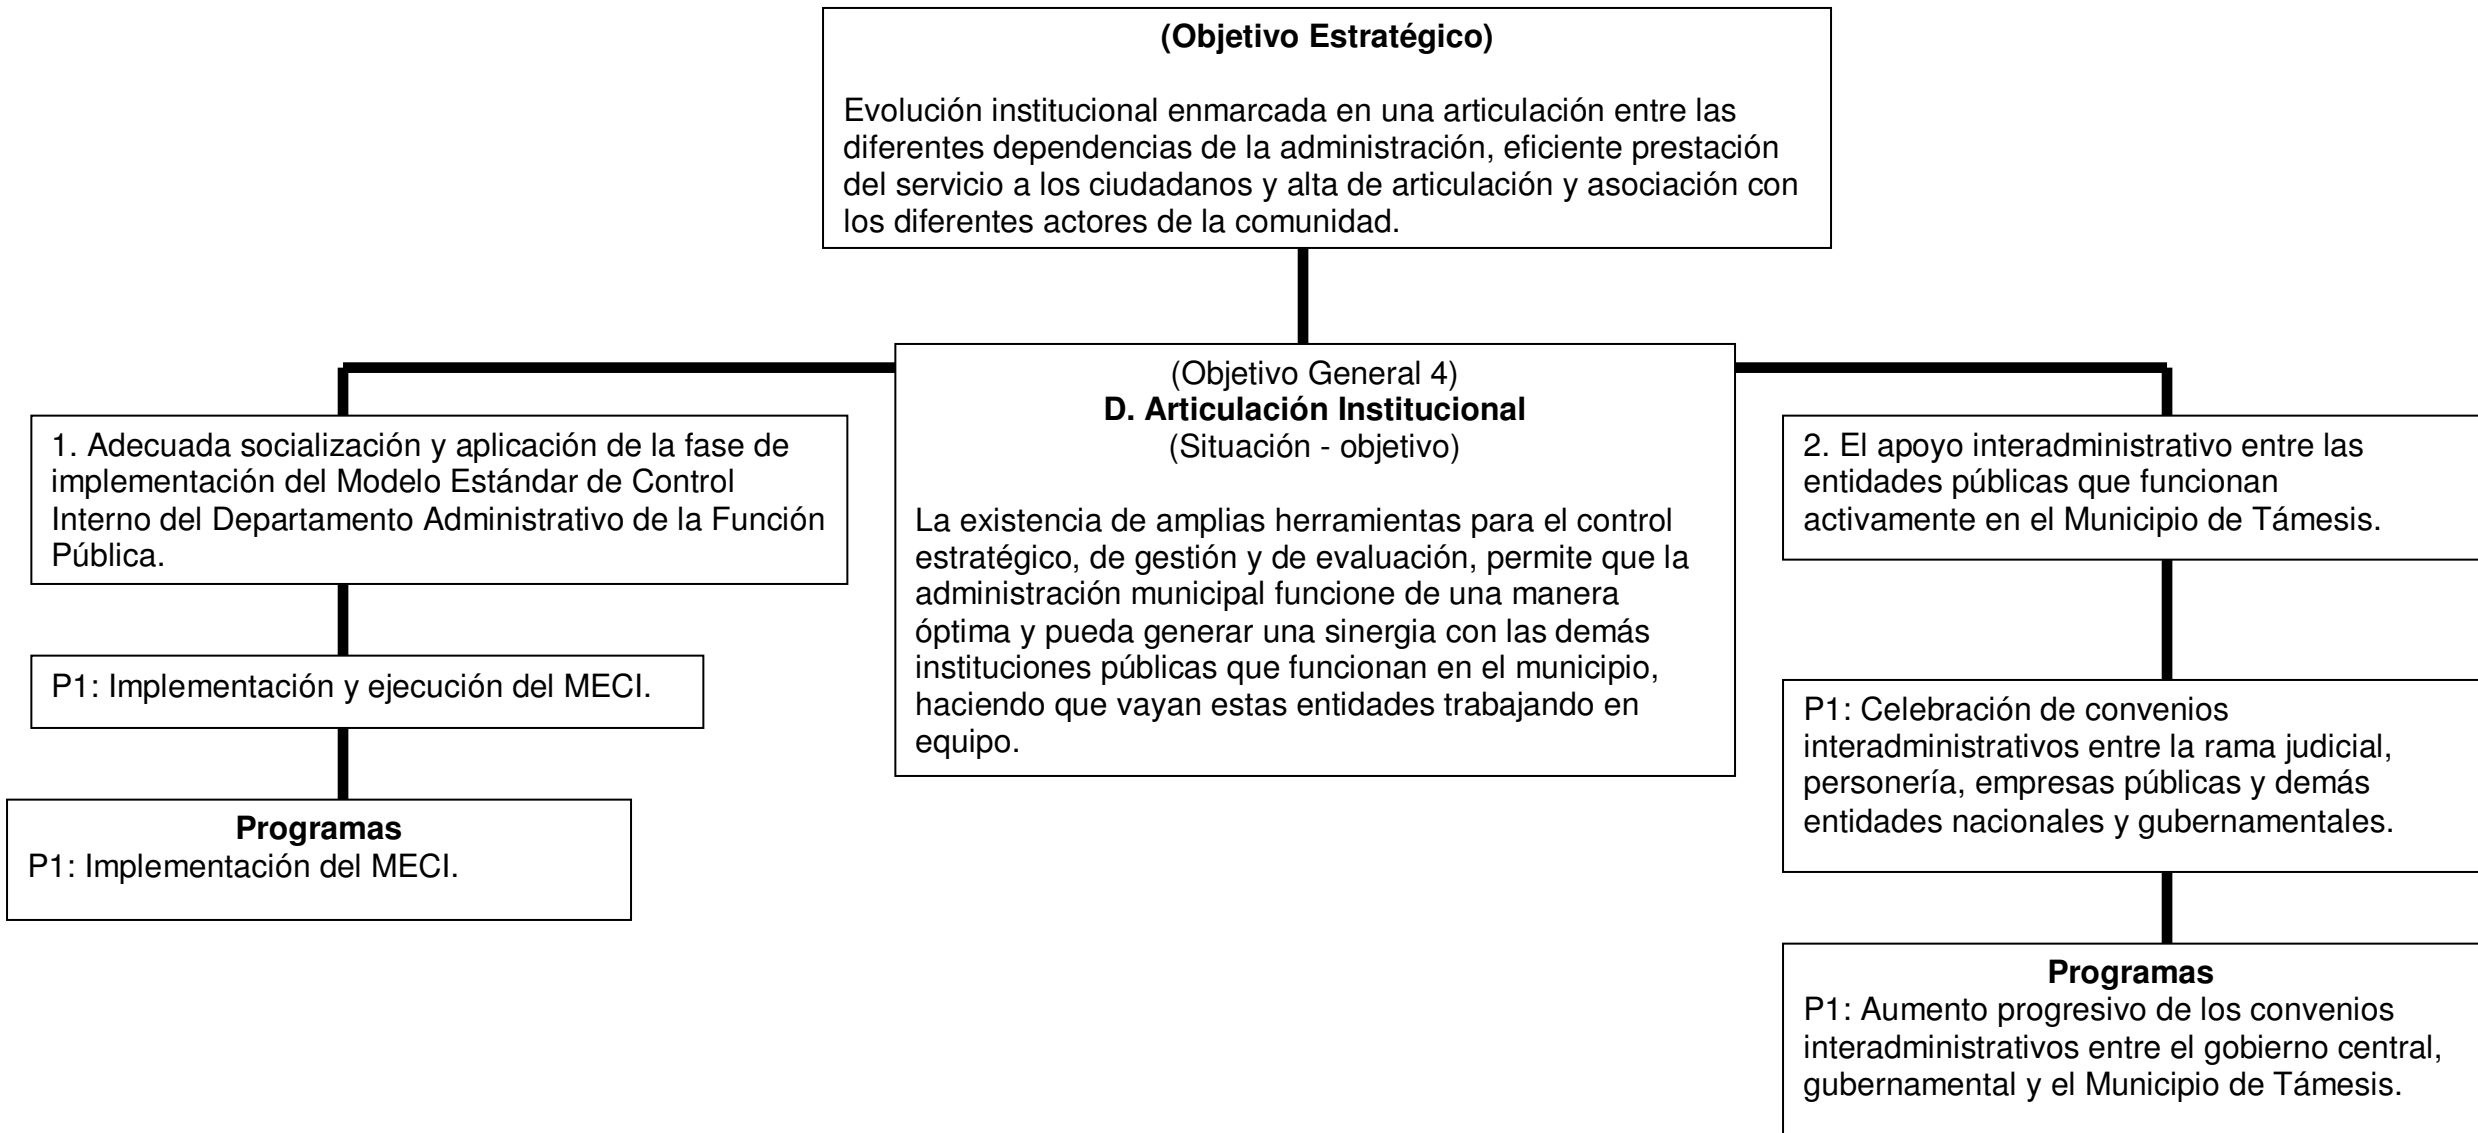 (Objetivo Estratégico)
Evolución institucional enmarcada en una articulación entre las
diferentes dependencias de la administración, eficiente prestación
del servicio a los ciudadanos y alta de articulación y asociación con
los diferentes actores de la comunidad.
(Objetivo General 4)
D. Articulación Institucional
(Situación - objetivo)
La existencia de amplias herramientas para el control
estratégico, de gestión y de evaluación, permite que la
administración municipal funcione de una manera
óptima y pueda generar una sinergia con las demás
instituciones públicas que funcionan en el municipio,
haciendo que vayan estas entidades trabajando en
equipo.
1. Adecuada socialización y aplicación de la fase de
implementación del Modelo Estándar de Control
Interno del Departamento Administrativo de la Función
Pública.
P1: Implementación y ejecución del MECI.
Programas
P1: Implementación del MECI.
2. El apoyo interadministrativo entre las
entidades públicas que funcionan
activamente en el Municipio de Támesis.
P1: Celebración de convenios
interadministrativos entre la rama judicial,
personería, empresas públicas y demás
entidades nacionales y gubernamentales.
Programas
P1: Aumento progresivo de los convenios
interadministrativos entre el gobierno central,
gubernamental y el Municipio de Támesis.